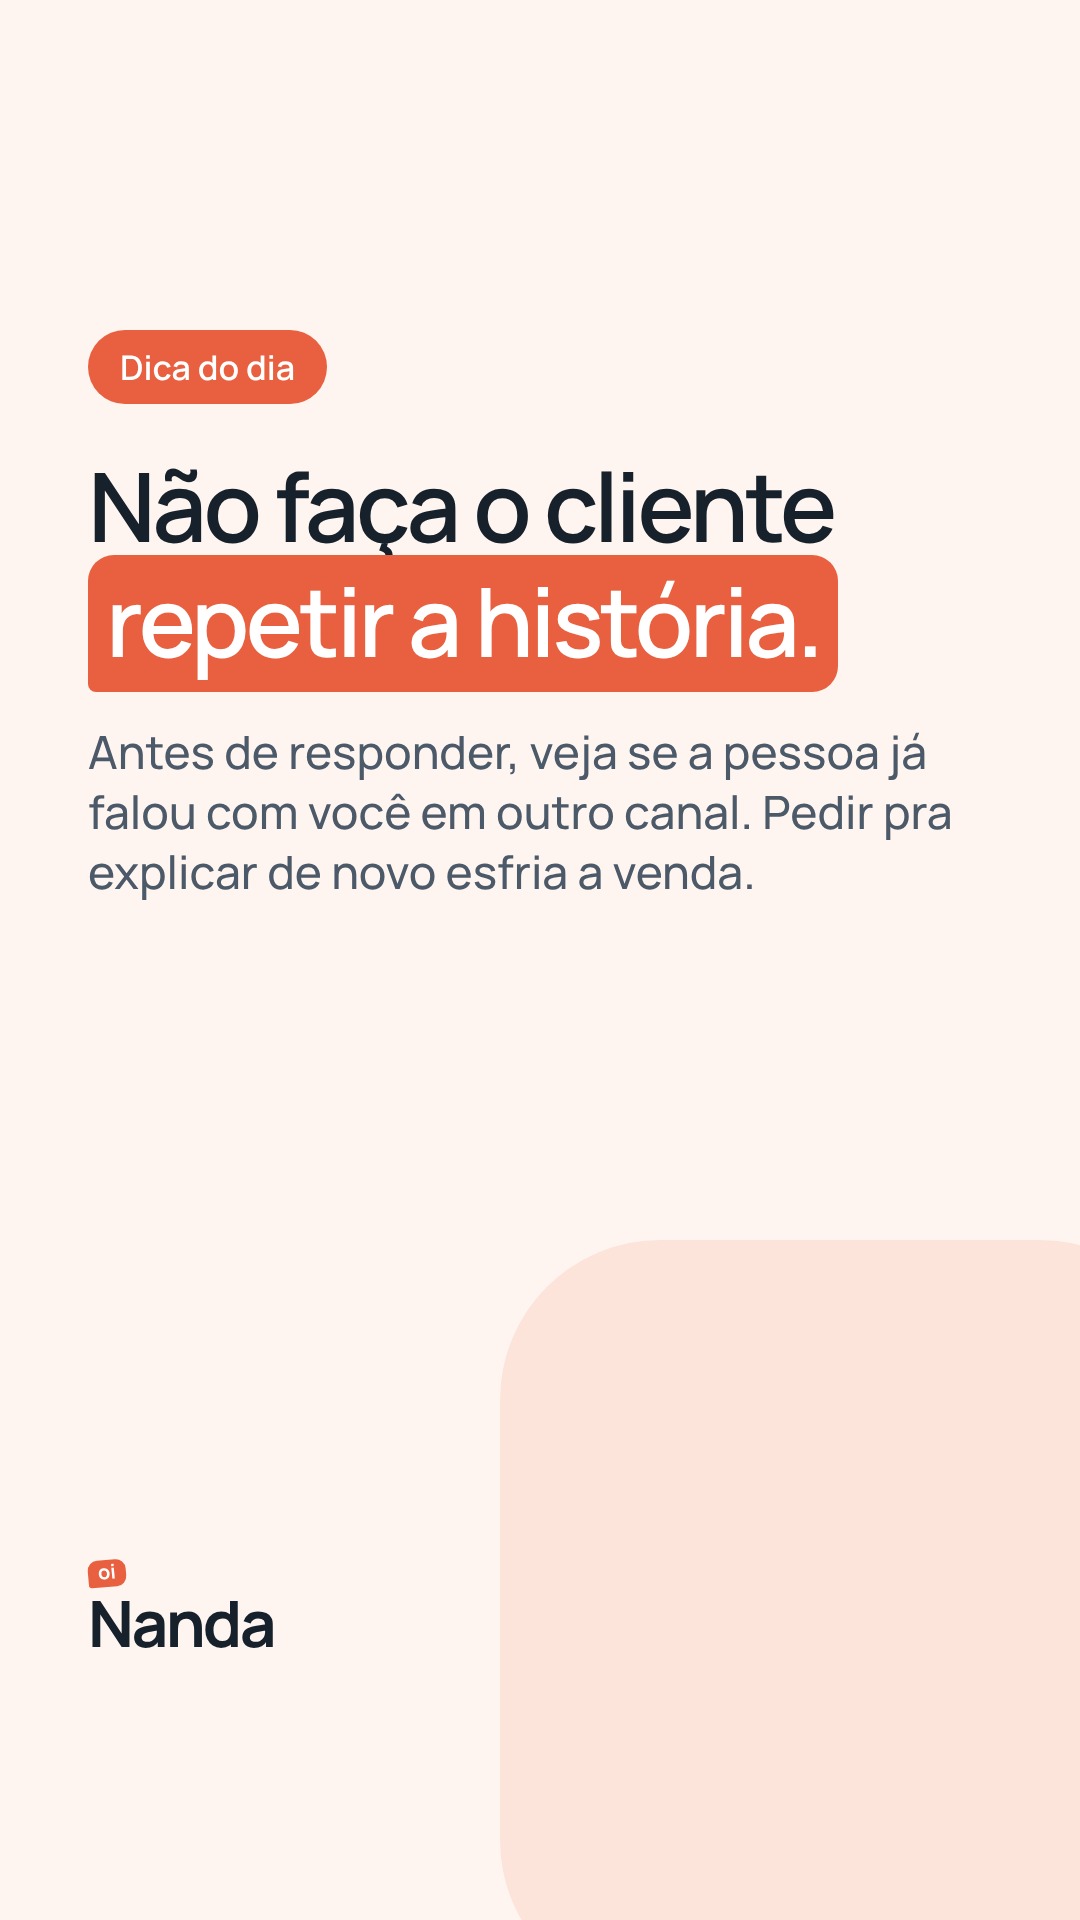 Dica do dia
Não faça o cliente
repetir a história.
Antes de responder, veja se a pessoa já
falou com você em outro canal. Pedir pra
explicar de novo esfria a venda.
oi
Nanda